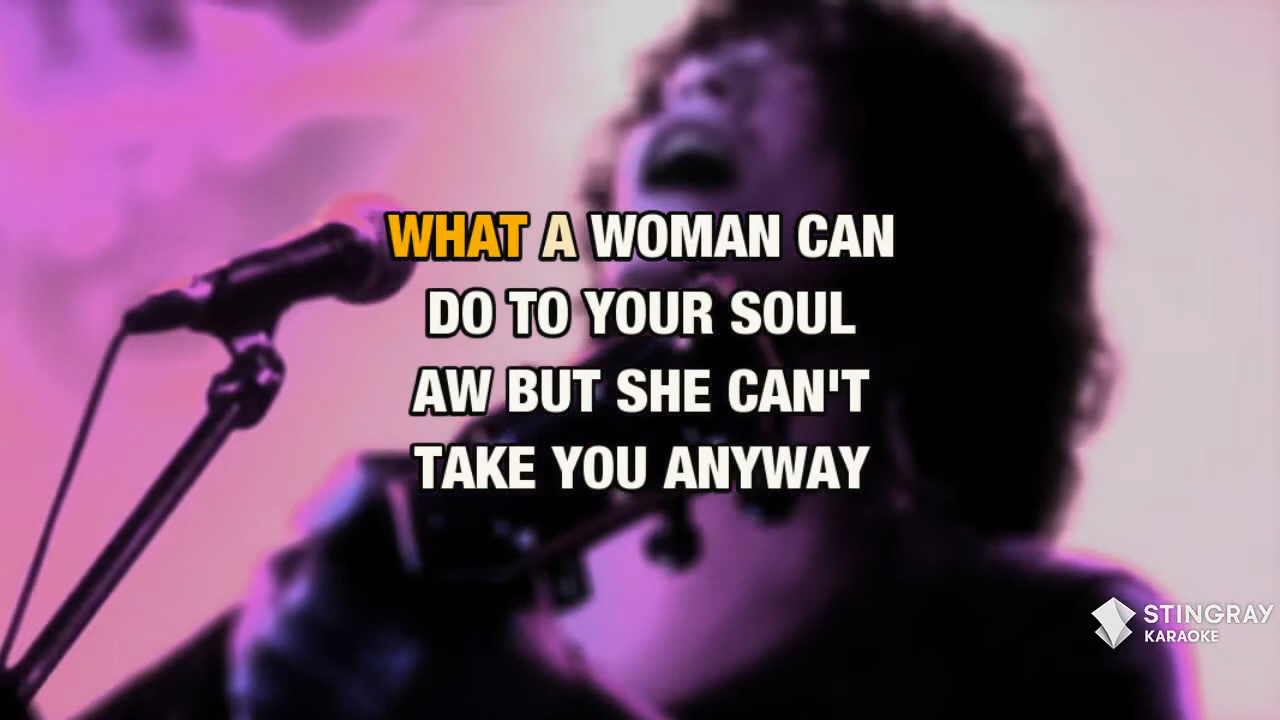 WHAT A WOMAN CAN
DO TO YOUR SOUL
AW BUT SHE CAN'T
TAKE YOU ANYWAY
STINGRAY
KARAOKE